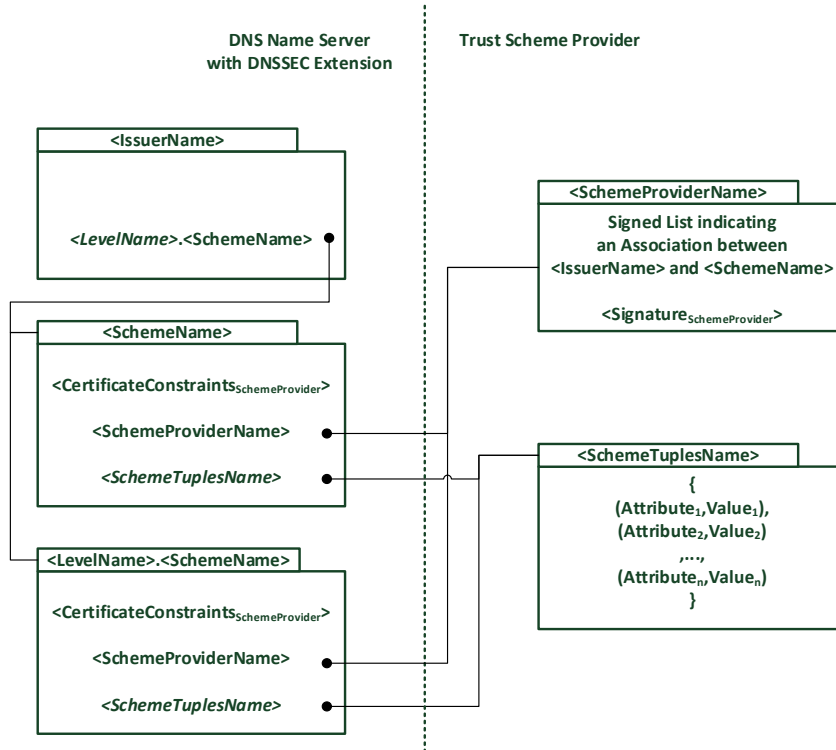 DNS Name Server
with DNSSEC Extension
Trust Scheme Provider
<IssuerName>
<LevelName>.<SchemeName>
<SchemeName>
<CertificateConstraintsSchemeProvider>
<SchemeProviderName>
<SchemeTuplesName>
<LevelName>.<SchemeName>
<CertificateConstraintsSchemeProvider>
<SchemeProviderName>
<SchemeTuplesName>
<SchemeProviderName>
Signed List indicating
an Association between
<IssuerName> and <SchemeName>
<SignatureSchemeProvider>
<SchemeTuplesName>
{
(Attribute1,Value1),
(Attribute2,Value2)
,...,
(Attributen,Valuen)
}